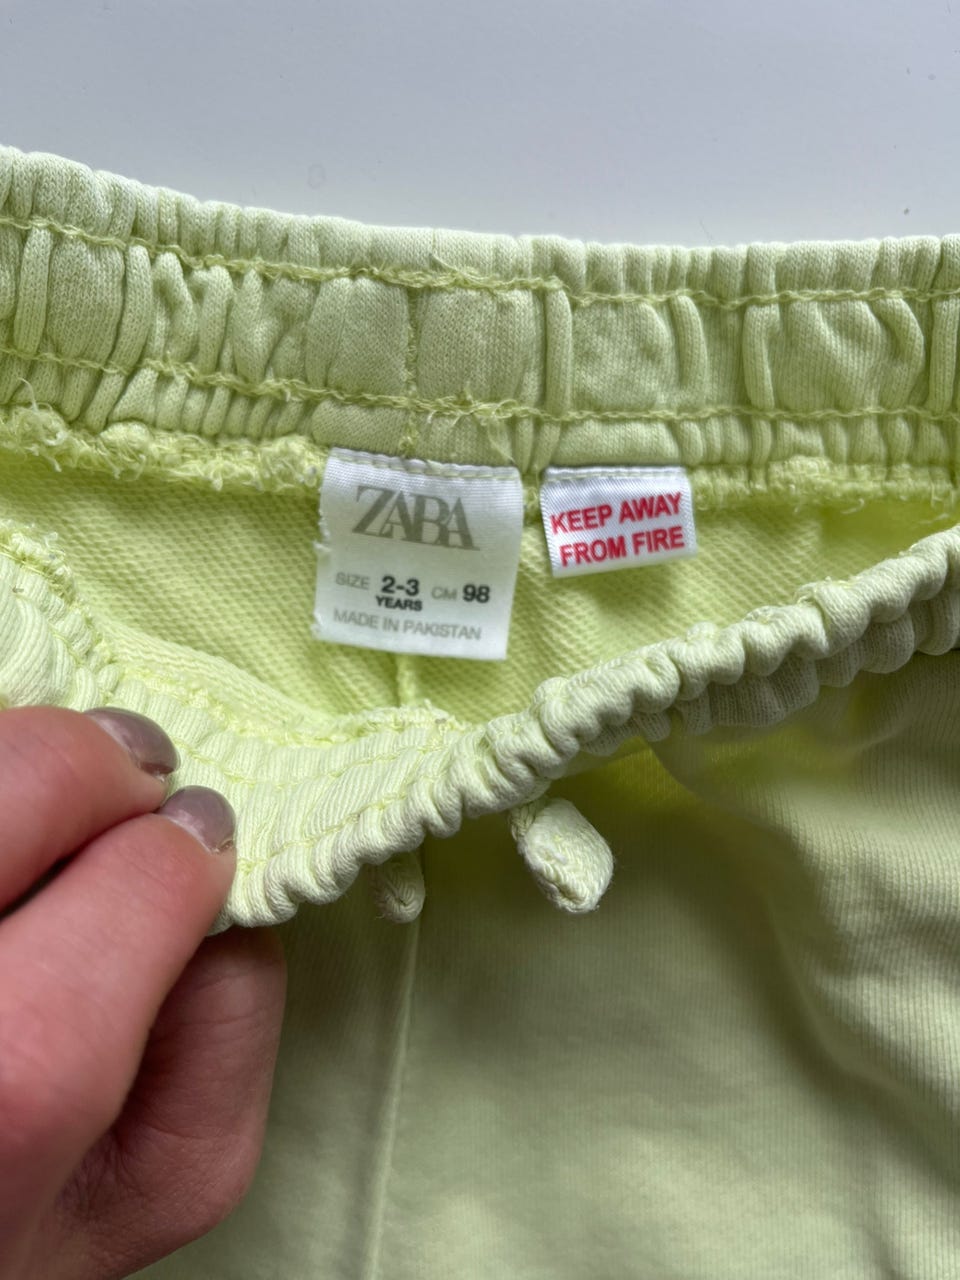 ZARA
SIZE 2-3 YEARS CM 98
MADE IN PAKISTAN
KEEP AWAY
FROM FIRE